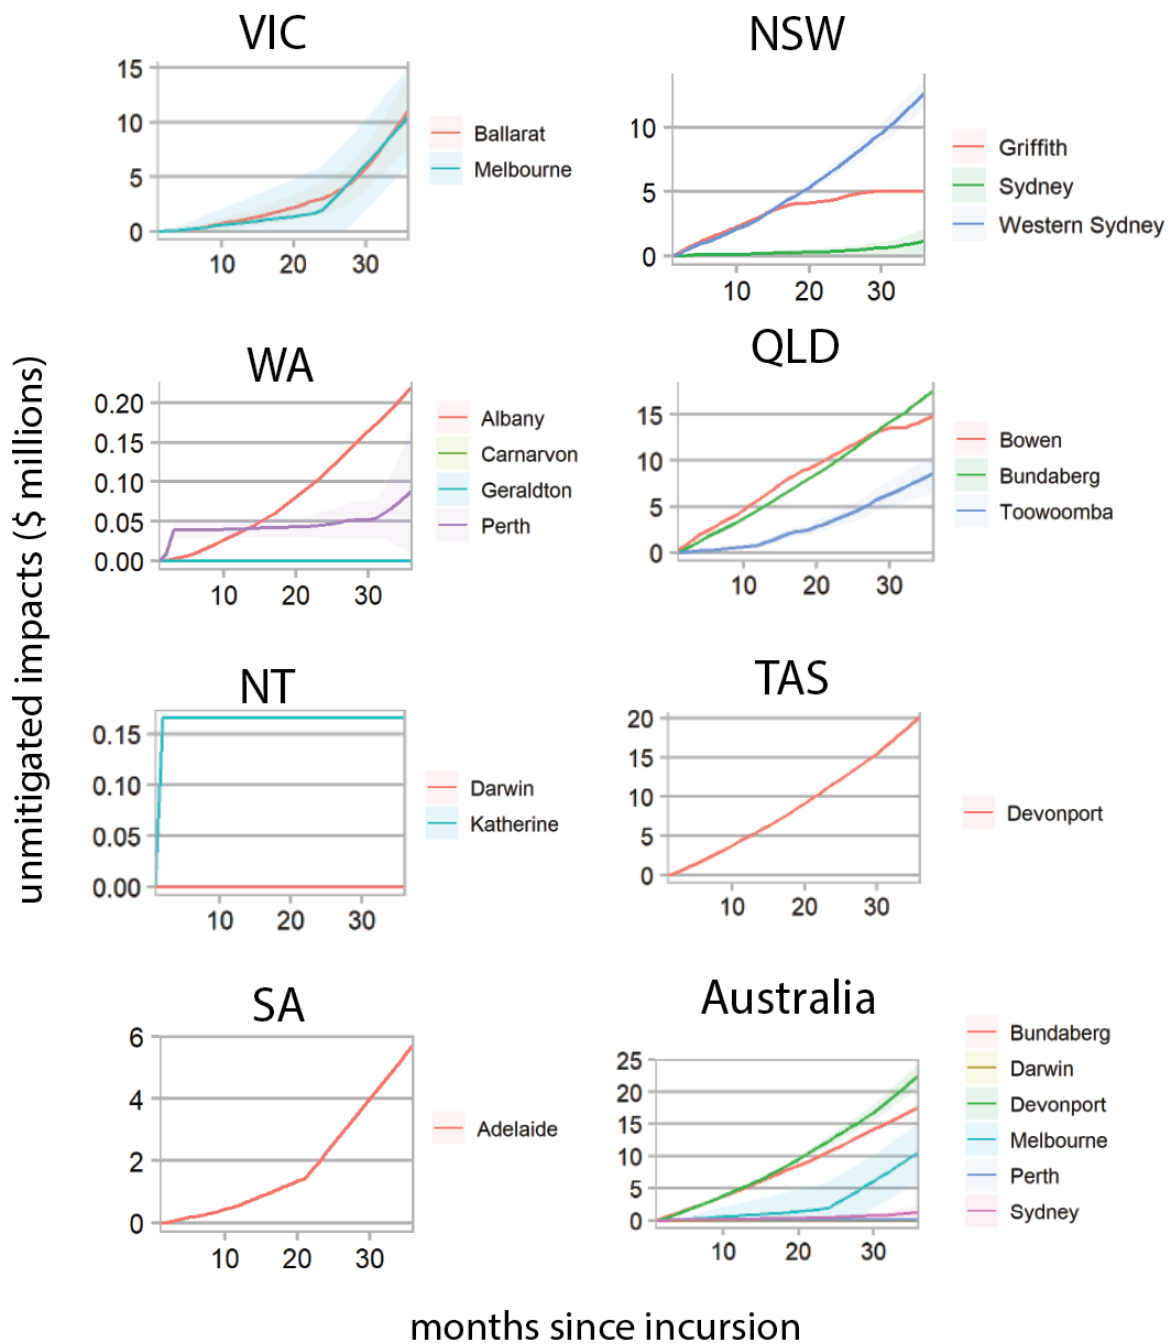 VIC
15
10
5
0
10 20 30
Ballarat
Melbourne
NSW
10
5
0
10 20 30
Griffith
Sydney
Western Sydney
unmitigated impacts ($ millions)
WA
0.20
0.15
0.10
0.05
0.00
10 20 30
Albany
Carnarvon
Geraldton
Perth
QLD
15
10
5
0
10 20 30
Bowen
Bundaberg
Toowoomba
NT
0.15
0.10
0.05
0.00
10 20 30
Darwin
Katherine
TAS
20
15
10
5
0
10 20 30
Devonport
SA
6
4
2
0
10 20 30
Adelaide
Australia
25
20
15
10
5
0
10 20 30
Bundaberg
Darwin
Devonport
Melbourne
Perth
Sydney
months since incursion